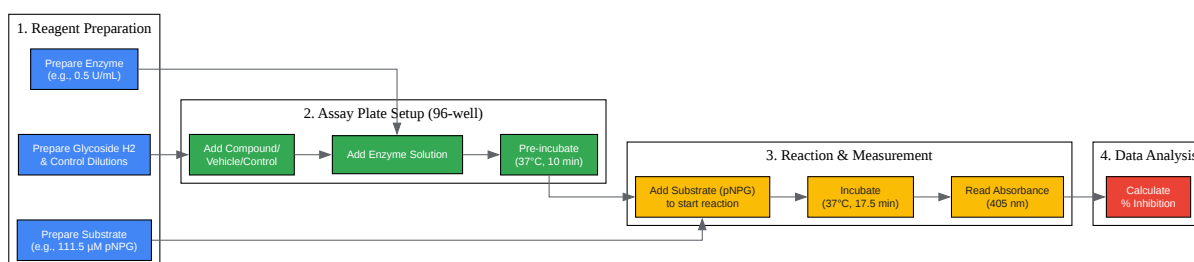 1. Reagent Preparation
Prepare Enzyme
(e.g., 0.5 U/mL)
Prepare Glycoside H2
& Control Dilutions
Prepare Substrate
(e.g., 111.5 µM pNPG)
2. Assay Plate Setup (96-well)
Add Compound/
Vehicle/Control
Add Enzyme Solution
Pre-incubate
(37°C, 10 min)
3. Reaction & Measurement
Add Substrate (pNPG)
to start reaction
Incubate
(37°C, 17.5 min)
Read Absorbance
(405 nm)
4. Data Analysis
Calculate
% Inhibition